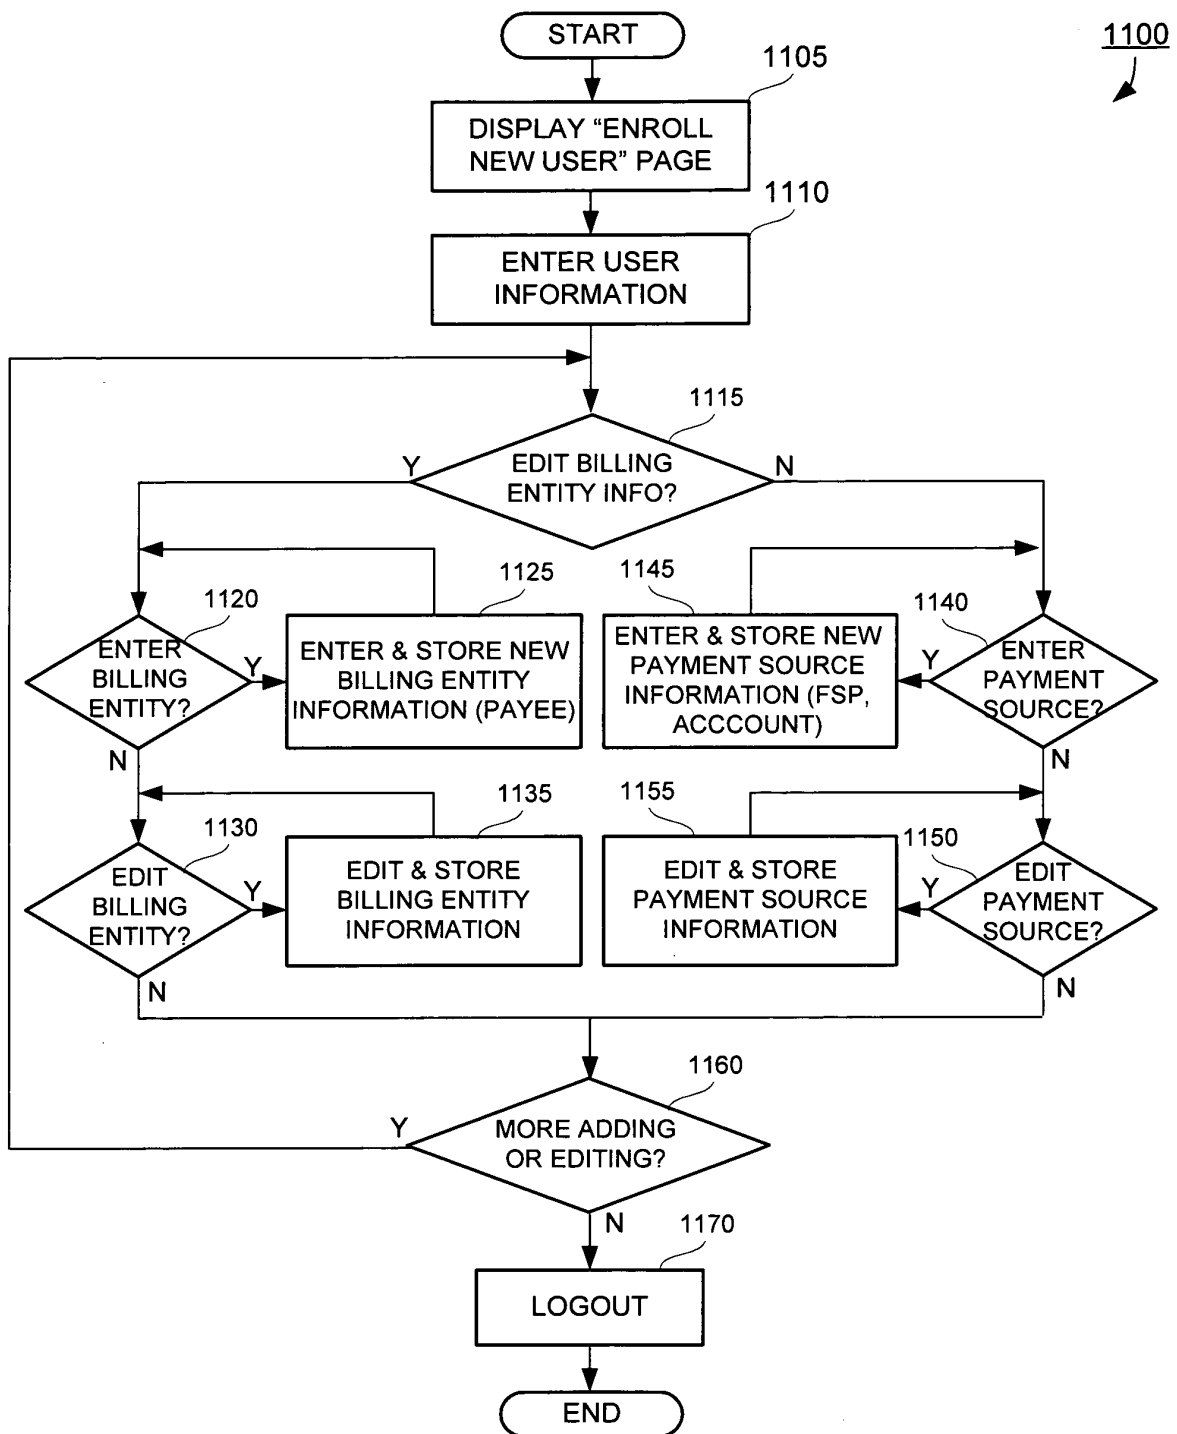 START
1100
1105
DISPLAY “ENROLL
NEW USER” PAGE
1110
ENTER USER
INFORMATION
1115
EDIT BILLING
ENTITY INFO?
Y
N
1120
ENTER
BILLING
ENTITY?
Y
N
1125
ENTER & STORE NEW
BILLING ENTITY
INFORMATION (PAYEE)
1145
ENTER & STORE NEW
PAYMENT SOURCE
INFORMATION (FSP,
ACCCOUNT)
1140
ENTER
PAYMENT
SOURCE?
Y
N
1130
EDIT
BILLING
ENTITY?
Y
N
1135
EDIT & STORE
BILLING ENTITY
INFORMATION
1155
EDIT & STORE
PAYMENT SOURCE
INFORMATION
1150
EDIT
PAYMENT
SOURCE?
Y
N
1160
MORE ADDING
OR EDITING?
Y
N
1170
LOGOUT
END